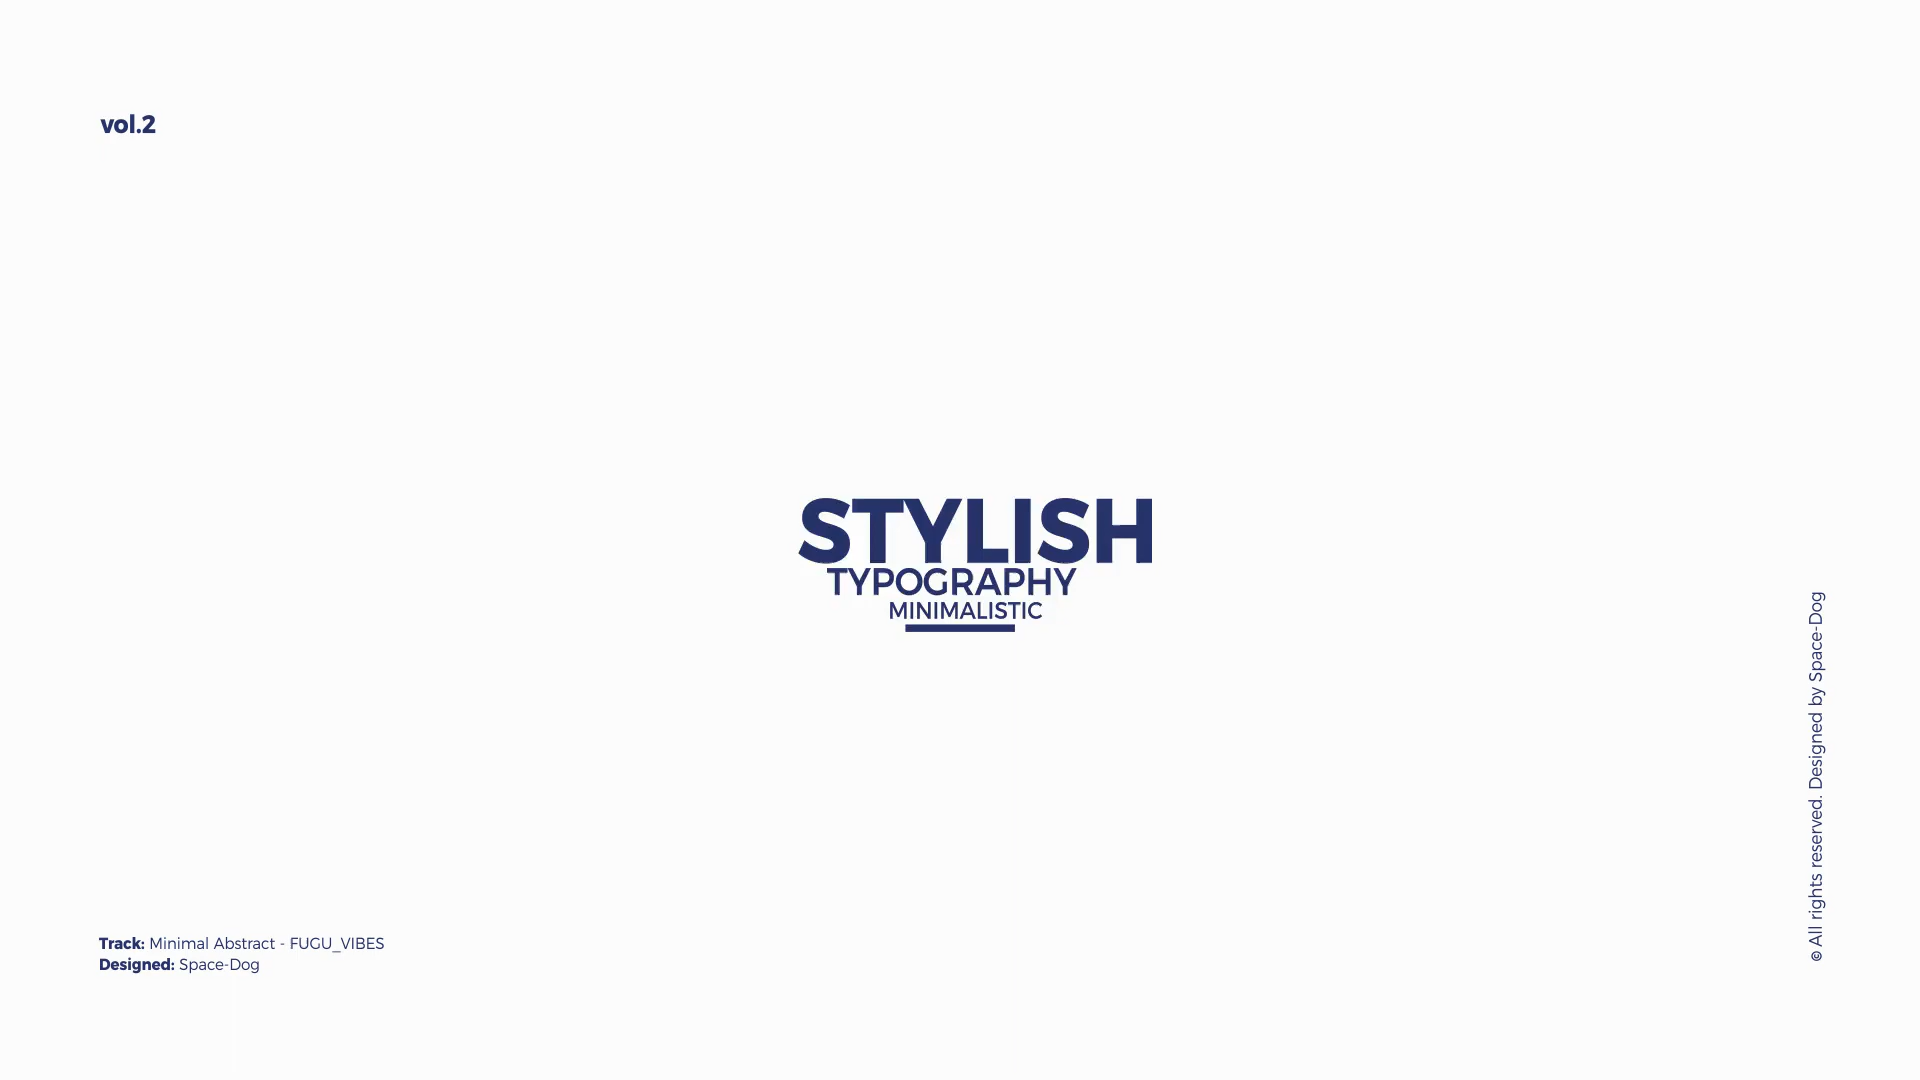 vol.2
STYLISH
TYPOGRAPHY
MINIMALISTIC
Track: Minimal Abstract - FUGU_VIBES
Designed: Space-Dog
© All rights reserved. Designed by Space-Dog